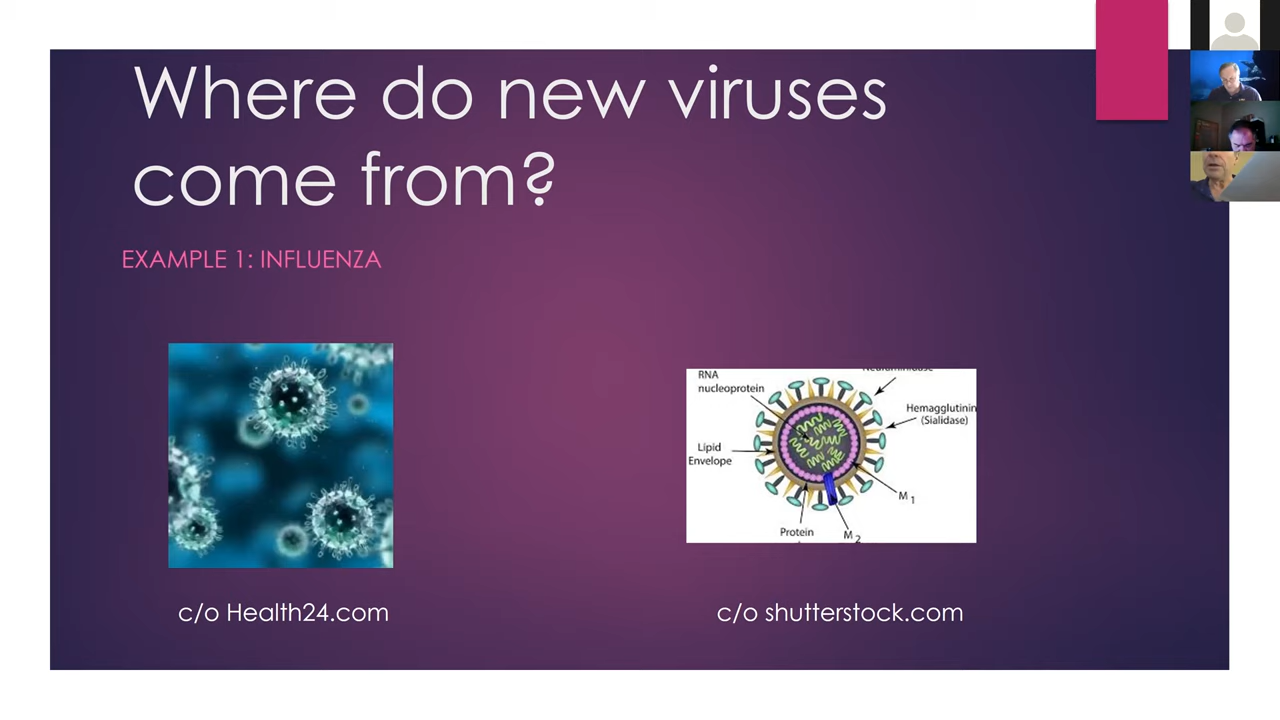 Where do new viruses
come from?
EXAMPLE 1: INFLUENZA
RNA
nucleoprotein
Neuraminidase
Hemagglutinin
(Sialidase)
Lipid
Envelope
M 1
Protein
M 2
c/o Health24.com
c/o shutterstock.com